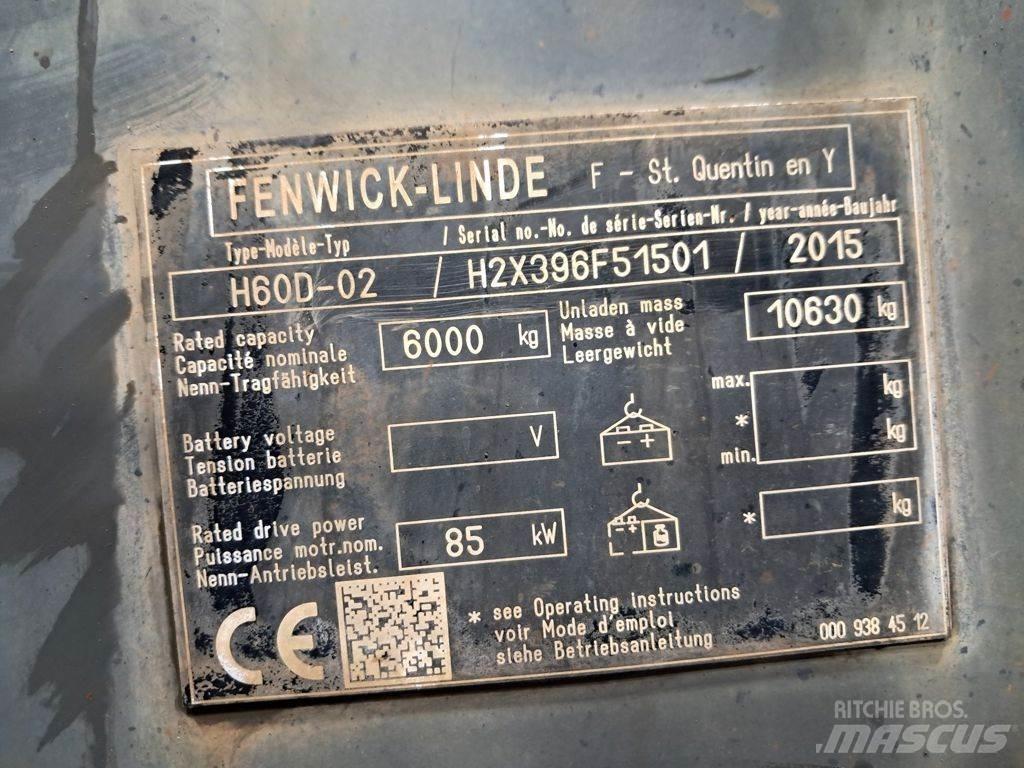 FENWICK-LINDE F - St. Quentin en Y
Type-Modèle-Typ / Serial no.-No. de série-Serien-Nr. / year-année-Baujahr
H60D-02 / H2X396F51501 / 2015
Rated capacity
Capacité nominale
Nenn-Tragfähigkeit
6000 kg
Unladen mass
Masse à vide
Leergewicht
10630 kg
Battery voltage
Tension batterie
Batteriespannung
V
- +
max. kg
* kg
min.
Rated drive power
Puissance motr.nom.
Nenn-Antriebsleist.
85 kW
- +
* kg
CE
* see Operating instructions
voir Mode d'emploi
siehe Betriebsanleitung
000 938 45 12
RITCHIE BROS.
MASCUS